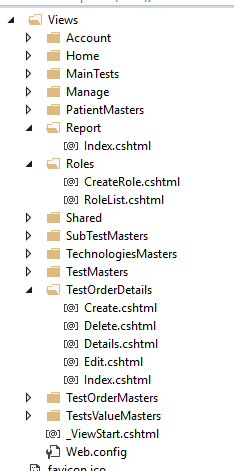 Views
Account
Home
MainTests
Manage
PatientMasters
Report
Index.cshtml
Roles
CreateRole.cshtml
RoleList.cshtml
Shared
SubTestMasters
TechnologiesMasters
TestMasters
TestOrderDetails
Create.cshtml
Delete.cshtml
Details.cshtml
Edit.cshtml
Index.cshtml
TestOrderMasters
TestsValueMasters
_ViewStart.cshtml
Web.config
favicon.ico